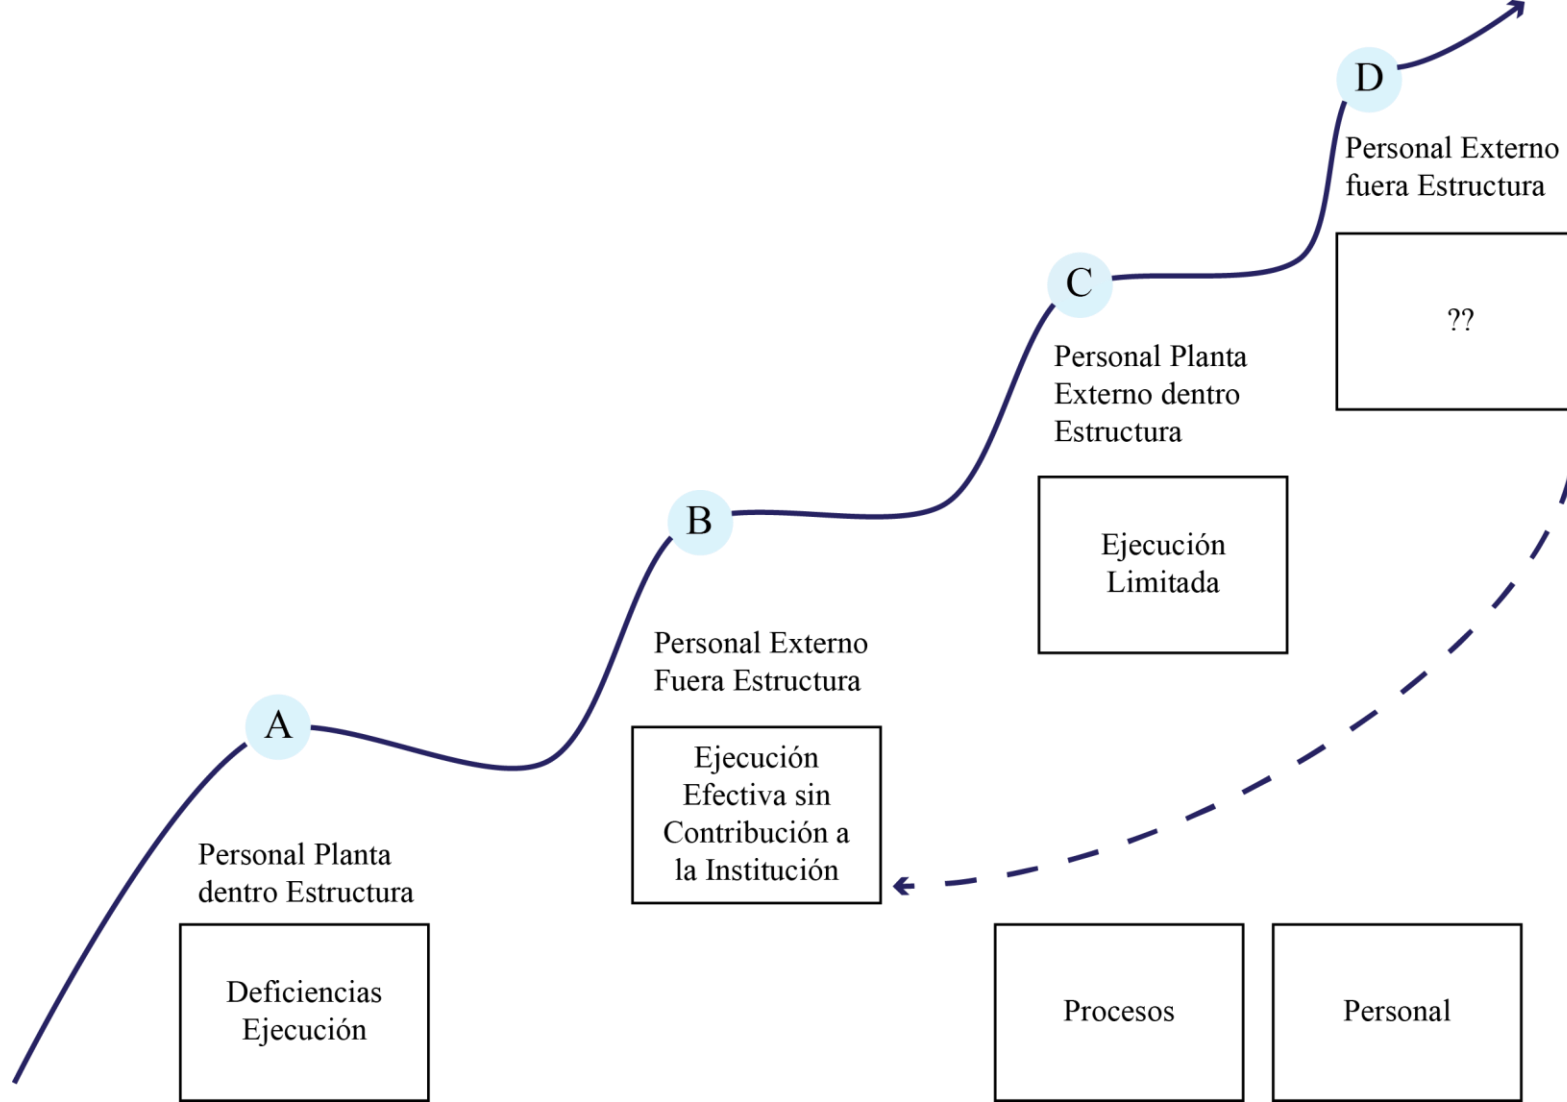 A
Personal Planta
dentro Estructura
Deficiencias
Ejecución
B
Personal Externo
Fuera Estructura
Ejecución
Efectiva sin
Contribución a
la Institución
C
Personal Planta
Externo dentro
Estructura
Ejecución
Limitada
D
Personal Externo
fuera Estructura
??
Procesos
Personal